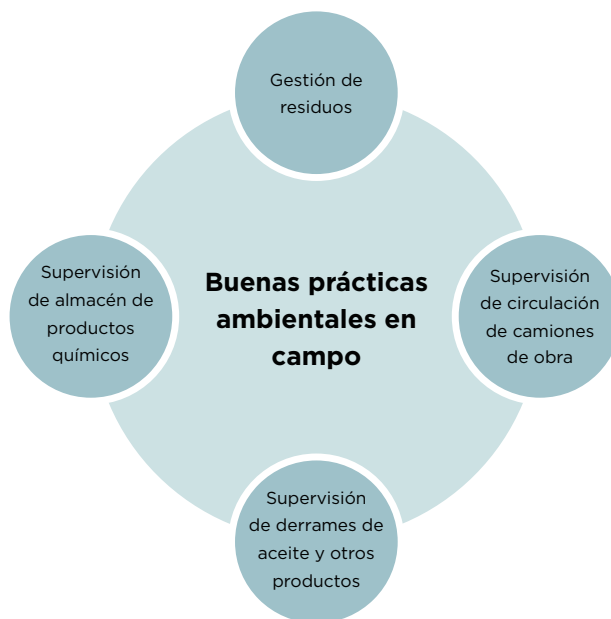 Gestión de
residuos
Supervisión
de almacén de
productos
químicos
Buenas prácticas
ambientales en
campo
Supervisión
de circulación
de camiones
de obra
Supervisión
de derrames de
aceite y otros
productos